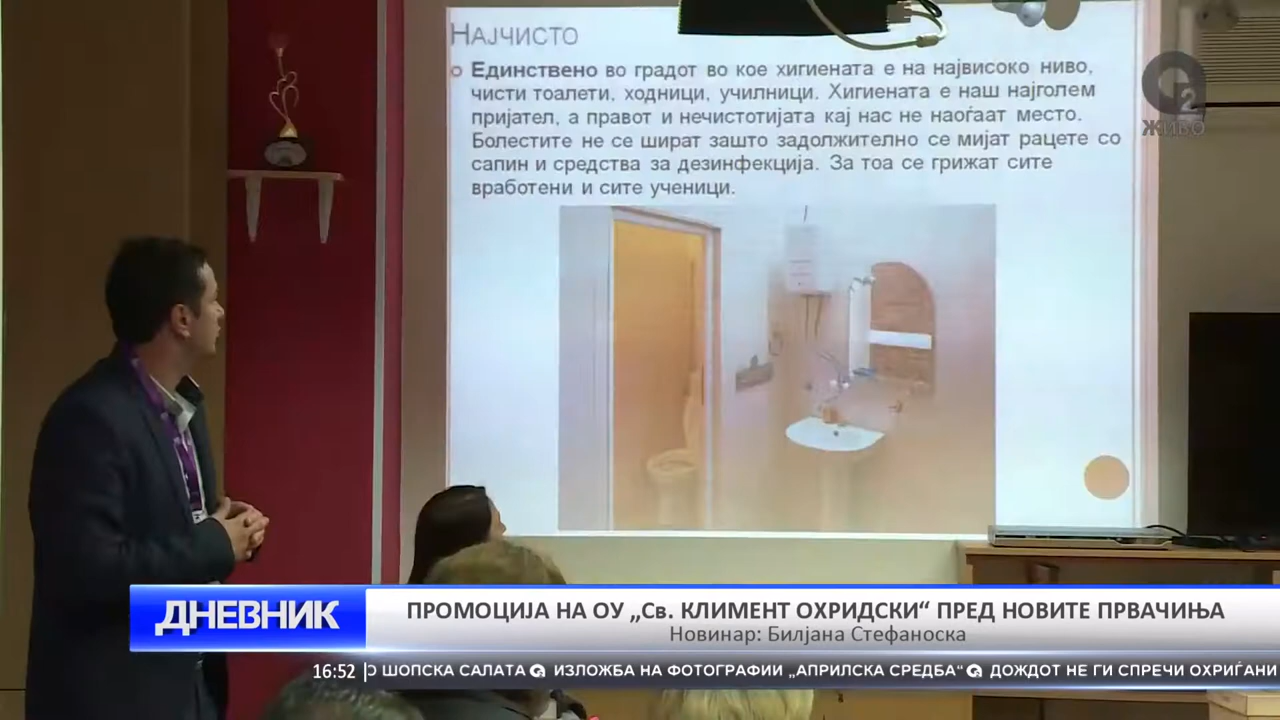 НАЈЧИСТО
Единствено во градот во кое хигиената е на највисоко ниво,
чисти тоалети, ходници, училници. Хигиената е наш најголем
пријател, а правот и нечистотијата кај нас не наоѓаат место.
Болестите не се шират зашто задолжително се мијат рацете со
сапин и средства за дезинфекција. За тоа се грижат сите
вработени и сите ученици.
2
ЖИВО
ДНЕВНИК
ПРОМОЦИЈА НА ОУ „Св. КЛИМЕНТ ОХРИДСКИ“ ПРЕД НОВИТЕ ПРВАЧИЊА
Новинар: Билјана Стефаноска
16:52 О ШОПСКА САЛАТА ИЗЛОЖБА НА ФОТОГРАФИИ „АПРИЛСКА СРЕДБА“ ДОЖДОТ НЕ ГИ СПРЕЧИ ОХРИЃАНИ